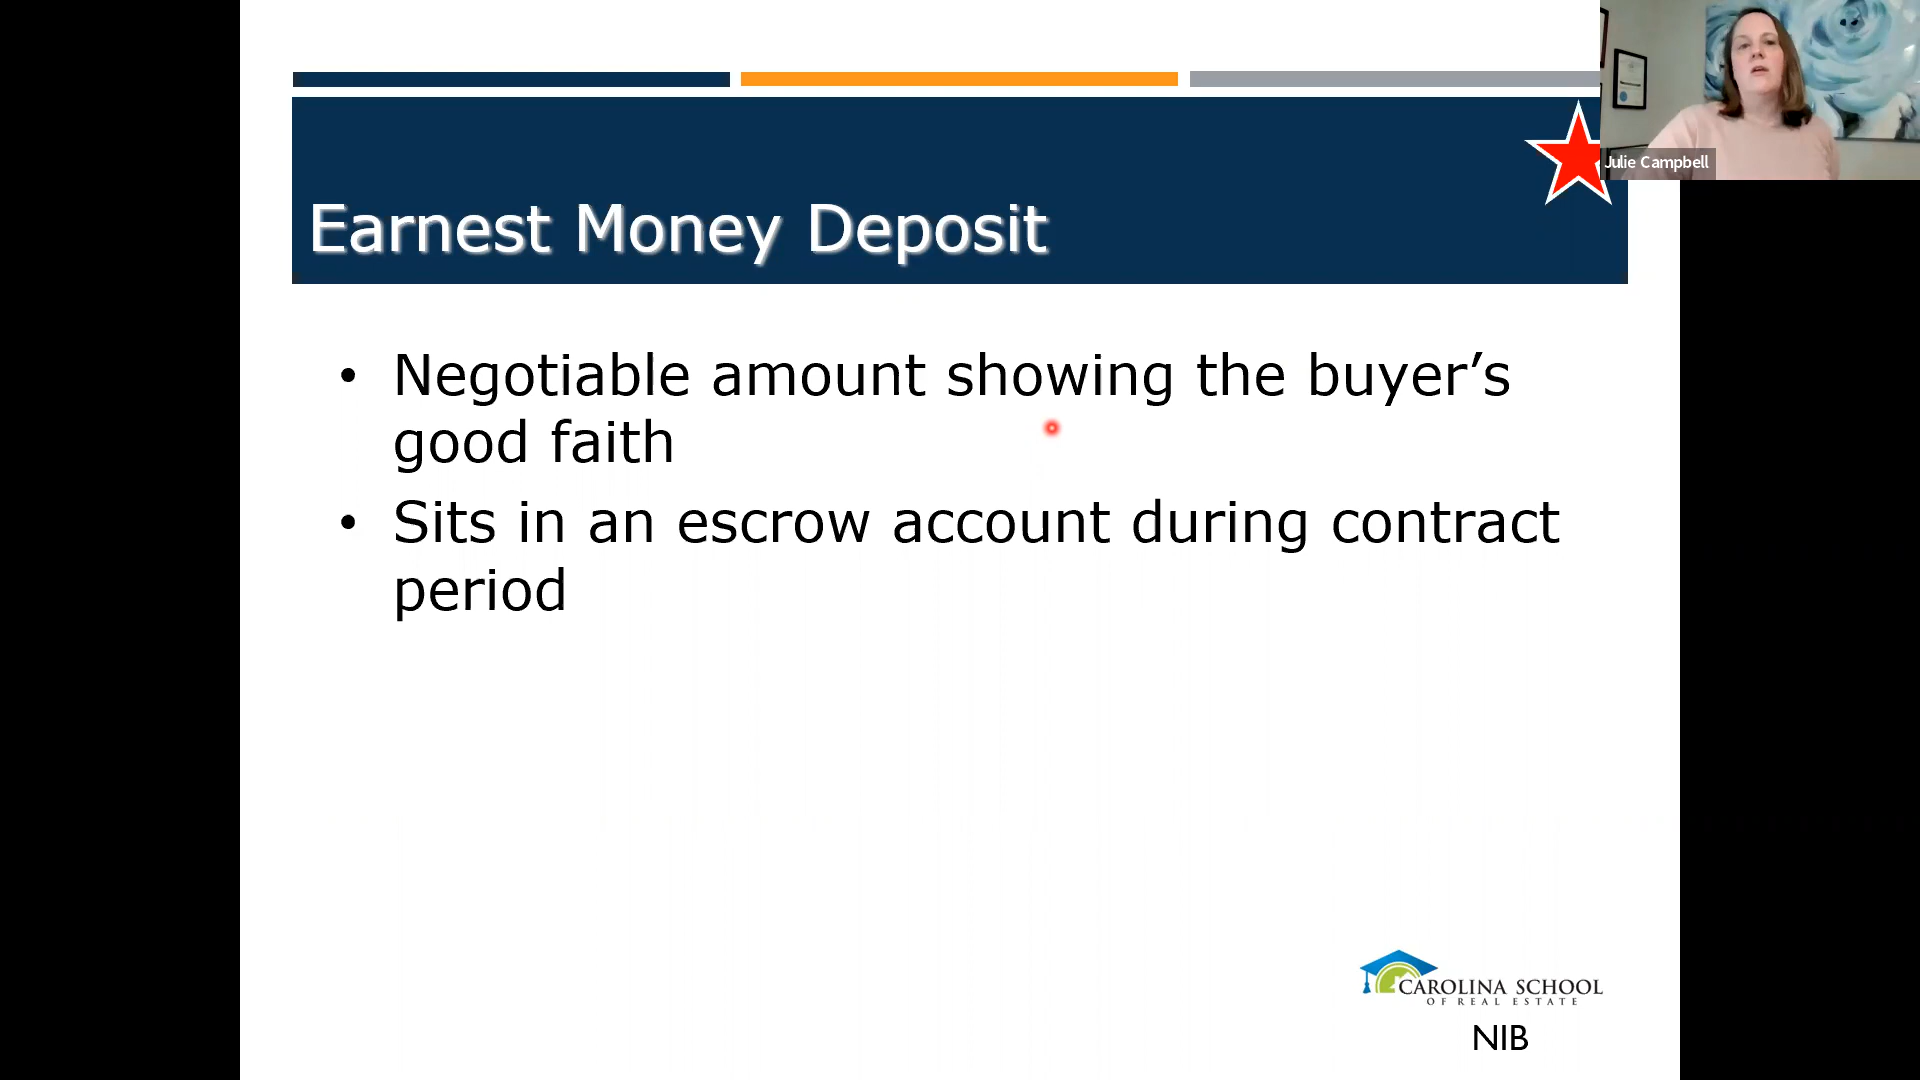 Julie Campbell
Earnest Money Deposit
• Negotiable amount showing the buyer’s
good faith
• Sits in an escrow account during contract
period
CAROLINA SCHOOL
OF REAL ESTATE
NIB